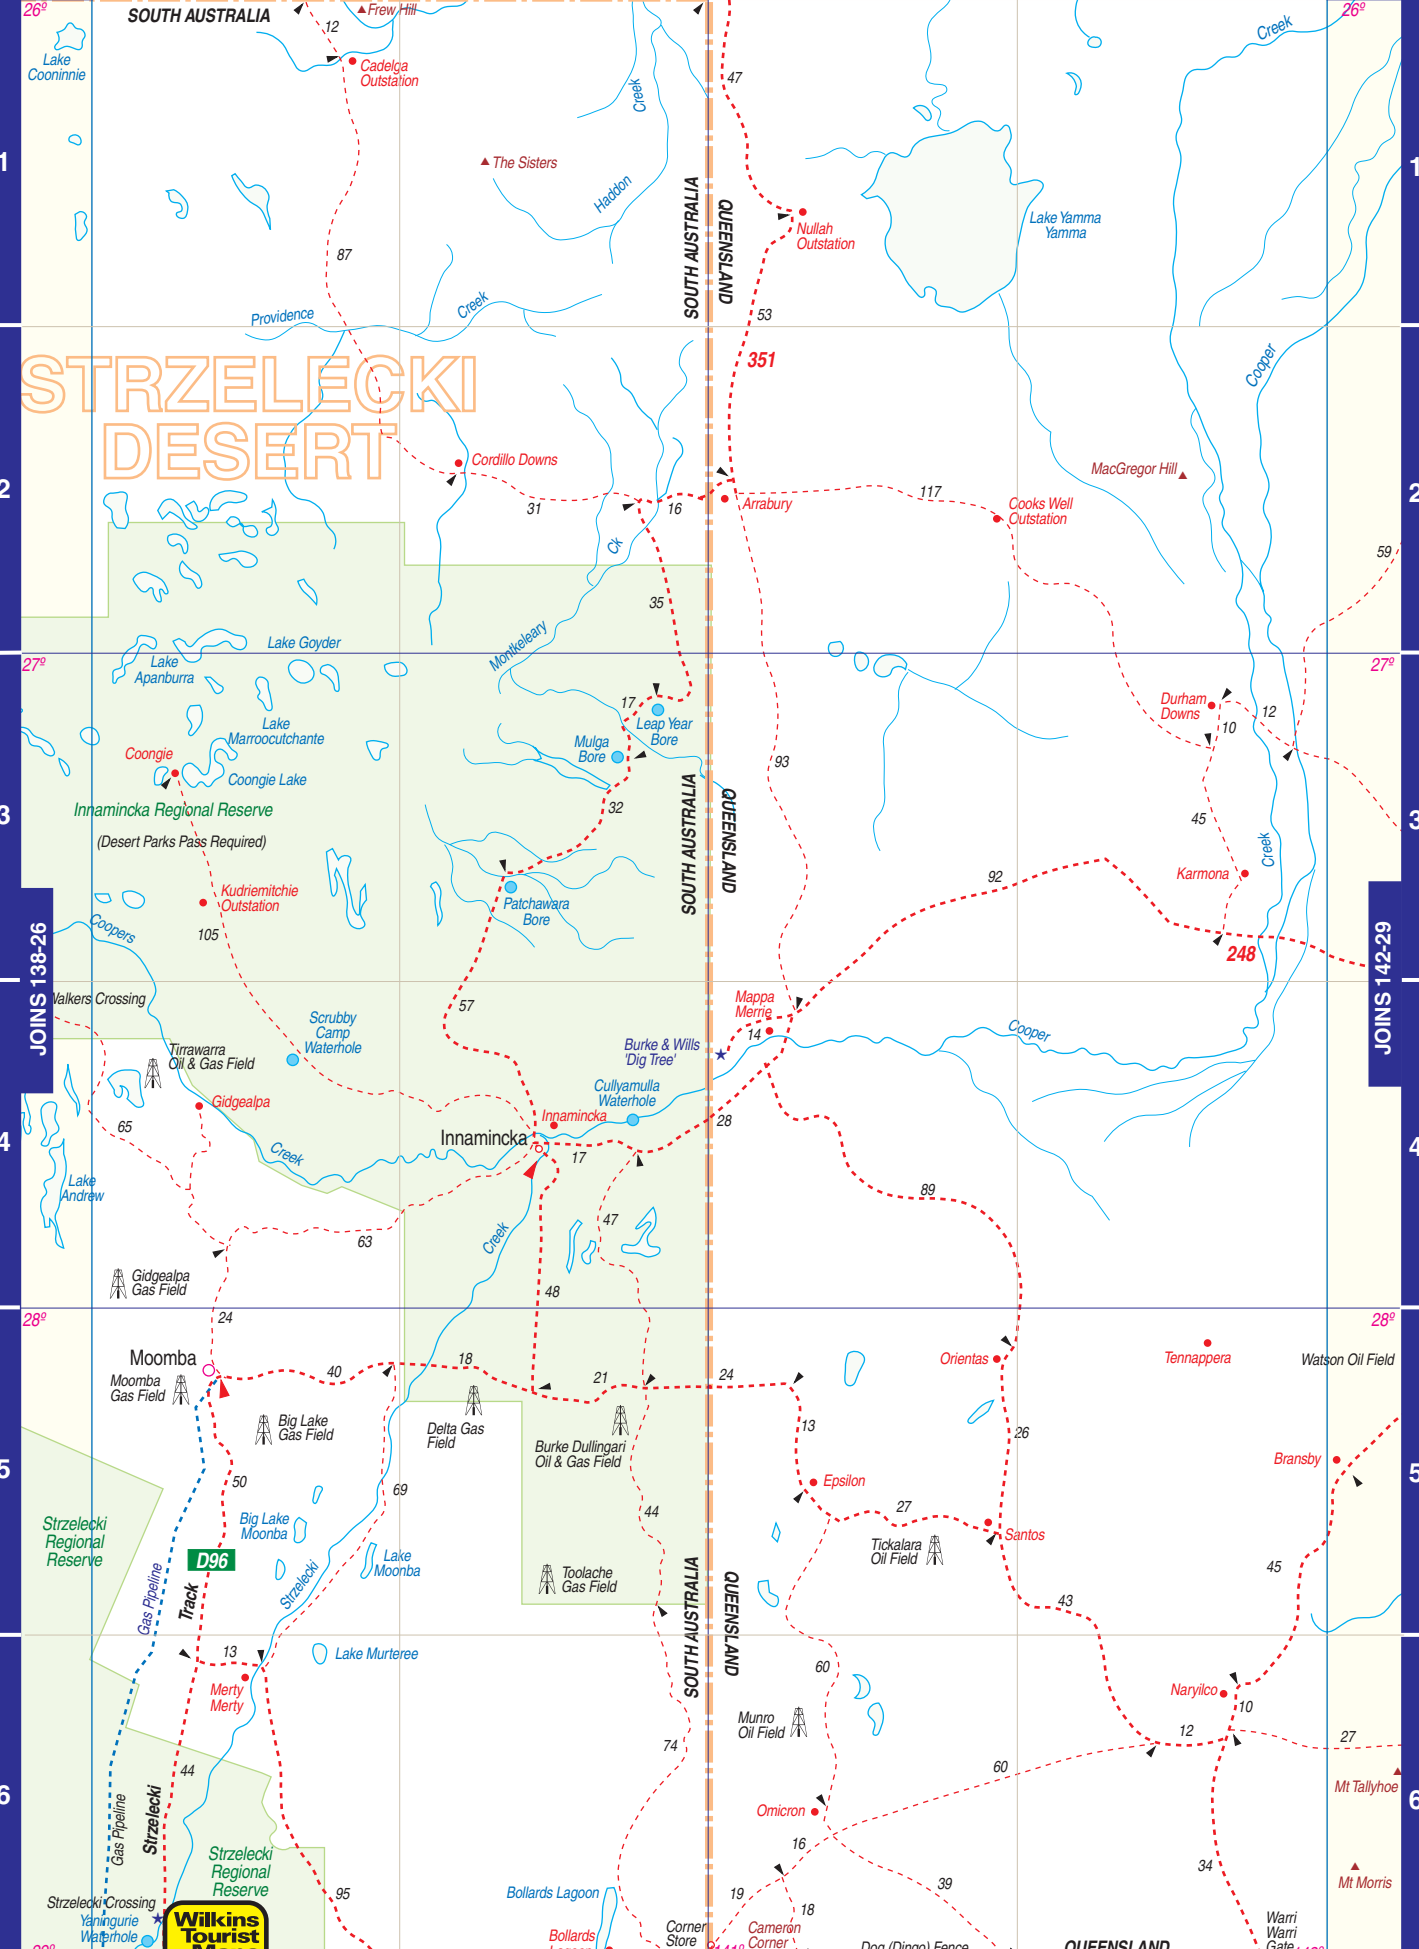 26º
SOUTH AUSTRALIA
Frew Hill
26º
12
Creek
Lake
Cooninnie
Cadelga
Outstation
47
Creek
1
The Sisters
1
Haddon
SOUTH AUSTRALIA
QUEENSLAND
Nullah
Outstation
Lake Yamma
Yamma
87
Providence
Creek
53
351
Cooper
STRZELECKI
DESERT
Cordillo Downs
MacGregor Hill
2
2
31
16
Arrabury
117
Cooks Well
Outstation
Ck
59
35
Montkeleary
Lake Goyder
27º
Lake
Apanburra
27º
17
Leap Year
Bore
Durham
Downs
12
10
Lake
Marroocutchante
Mulga
Bore
Coongie
Coongie Lake
93
SOUTH AUSTRALIA
QUEENSLAND
Innamincka Regional Reserve
32
3
45
3
(Desert Parks Pass Required)
Creek
Kudriemitchie
Outstation
Patchawara
Bore
92
Karmona
Coopers
105
JOINS 138-26
JOINS 142-29
248
Walkers Crossing
57
Mappa
Merrie
Scrubby
Camp
Waterhole
Tirrawarra
Oil & Gas Field
Burke & Wills
'Dig Tree'
14
Cooper
Cullyamulla
Waterhole
Gidgealpa
Innamincka
28
65
Innamincka
4
4
Creek
17
Lake
Andrew
89
47
63
Creek
Gidgealpa
Gas Field
48
28º
24
28º
Moomba
18
Orientas
Tennappera
Watson Oil Field
Moomba
Gas Field
40
21
24
Big Lake
Gas Field
Delta Gas
Field
Burke Dullingari
Oil & Gas Field
13
26
Bransby
5
5
50
69
Epsilon
Strzelecki
Regional
Reserve
Big Lake
Moonba
44
27
Santos
Tickalara
Oil Field
D96
Lake
Moonba
Toolache
Gas Field
45
Gas Pipeline
Track
Strzelecki
SOUTH AUSTRALIA
QUEENSLAND
43
13
Lake Murteree
60
Merty
Merty
Naryilco
10
Munro
Oil Field
12
27
74
44
60
Mt Tallyhoe
6
6
Omicron
Gas Pipeline
Strzelecki
16
Strzelecki
Regional
Reserve
34
Mt Morris
39
95
19
Bollards Lagoon
18
Strzelecki Crossing
Yaningurie
Waterhole
Wilkins
Tourist
Maps
Corner
Store
Cameron
Corner
Warri
Warri
Gate
Bollards
Dog (Dingo) Fence
QUEENSLAND